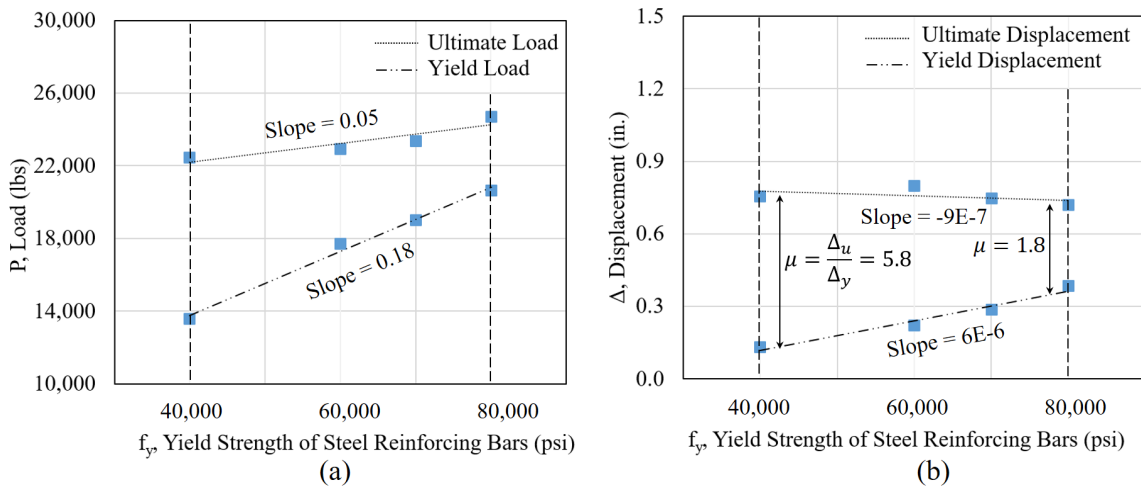 30,000
26,000
22,000
18,000
14,000
10,000
P, Load (lbs)
Ultimate Load
Yield Load
Slope = 0.05
Slope = 0.18
40,000
60,000
80,000
f_y, Yield Strength of Steel Reinforcing Bars (psi)
(a)
1.5
1.2
0.9
0.6
0.3
0.0
Δ, Displacement (in.)
Ultimate Displacement
Yield Displacement
Slope = -9E-7
μ = Δ_u/Δ_y = 5.8
μ = 1.8
Slope = 6E-6
40,000
60,000
80,000
f_y, Yield Strength of Steel Reinforcing Bars (psi)
(b)